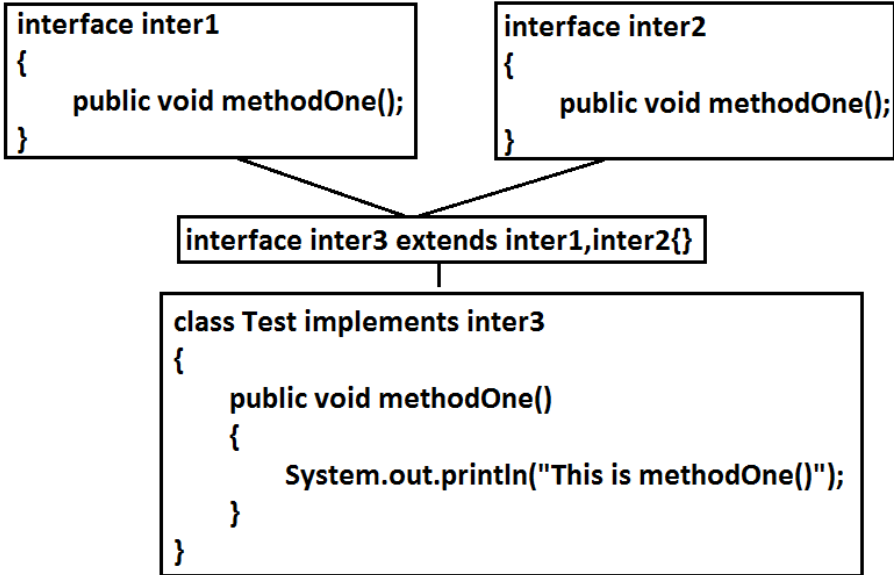 interface inter1
{
public void methodOne();
}
interface inter2
{
public void methodOne();
}
interface inter3 extends inter1,inter2{}
class Test implements inter3
{
public void methodOne()
{
System.out.println("This is methodOne()");
}
}